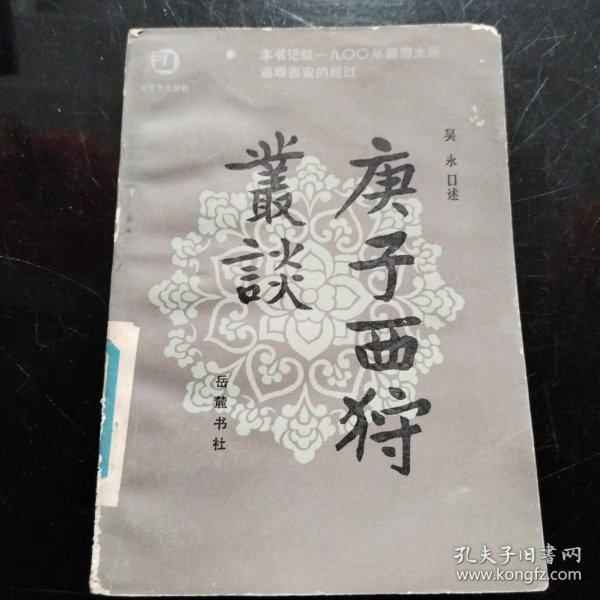 本书记叙一九〇〇年慈禧太后
逃难西安的经过
吴永口述
庚子西狩
叢談
岳麓书社
孔夫子旧书网
www.kongfz.com